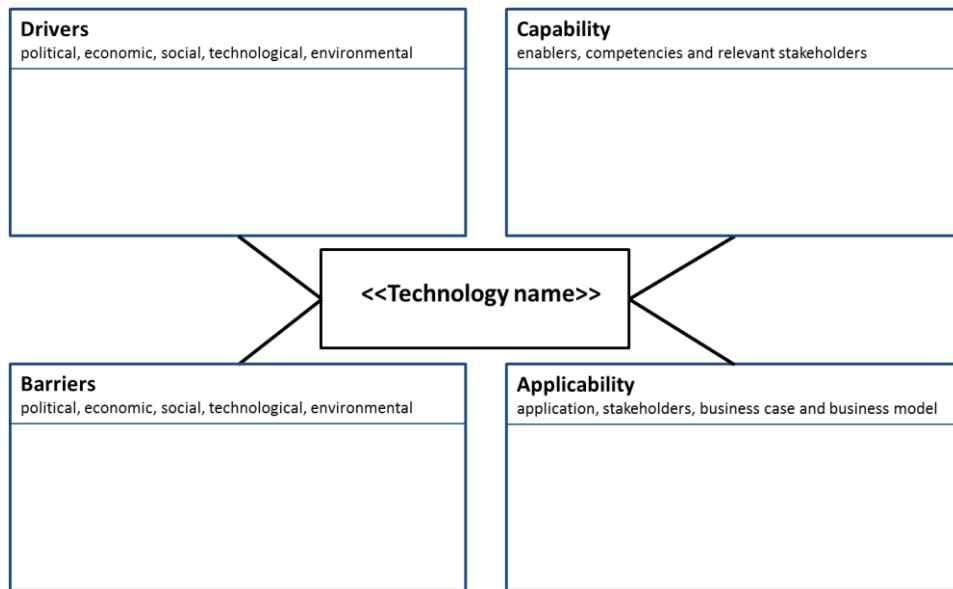 Drivers
political, economic, social, technological, environmental
Capability
enablers, competencies and relevant stakeholders
<<Technology name>>
Barriers
political, economic, social, technological, environmental
Applicability
application, stakeholders, business case and business model